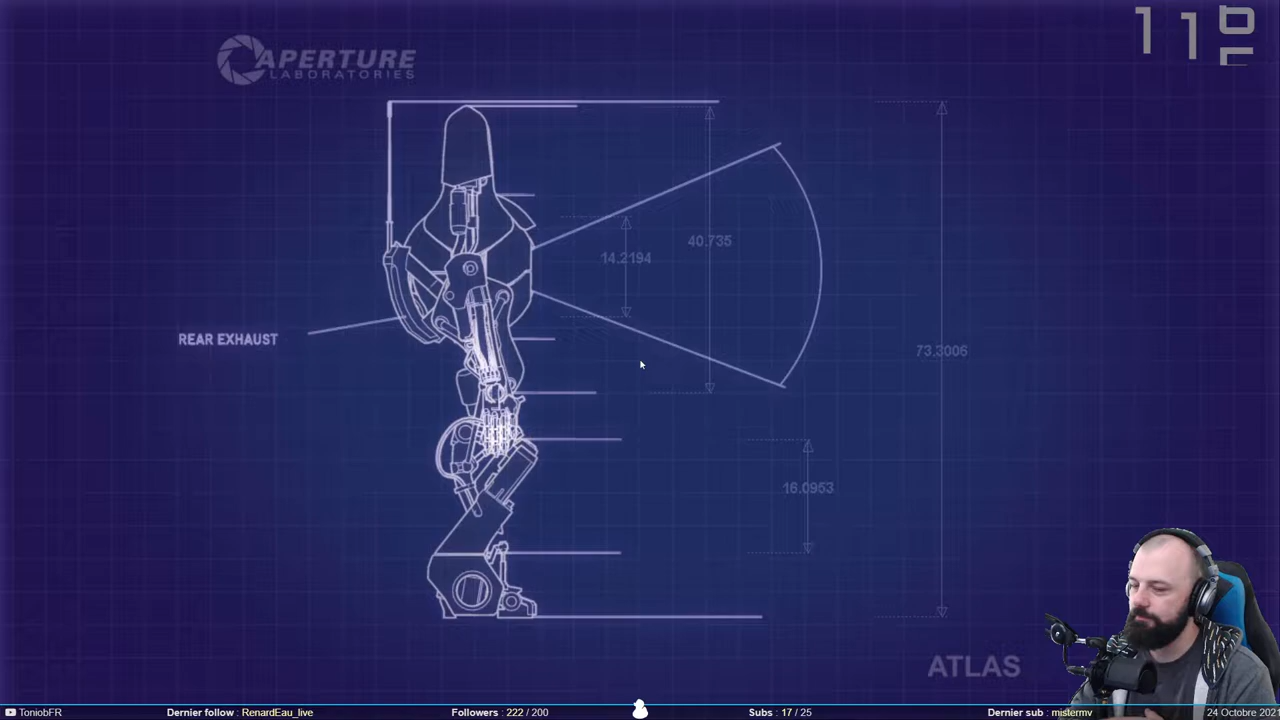 APERTURE
LABORATORIES
14.2194
40.735
REAR EXHAUST
73.3006
16.0953
ATLAS
ToniobFR
Dernier follow : RenardEau_live
Followers : 222 / 200
Subs : 17 / 25
Dernier sub : mistermv
24 Octobre 2021